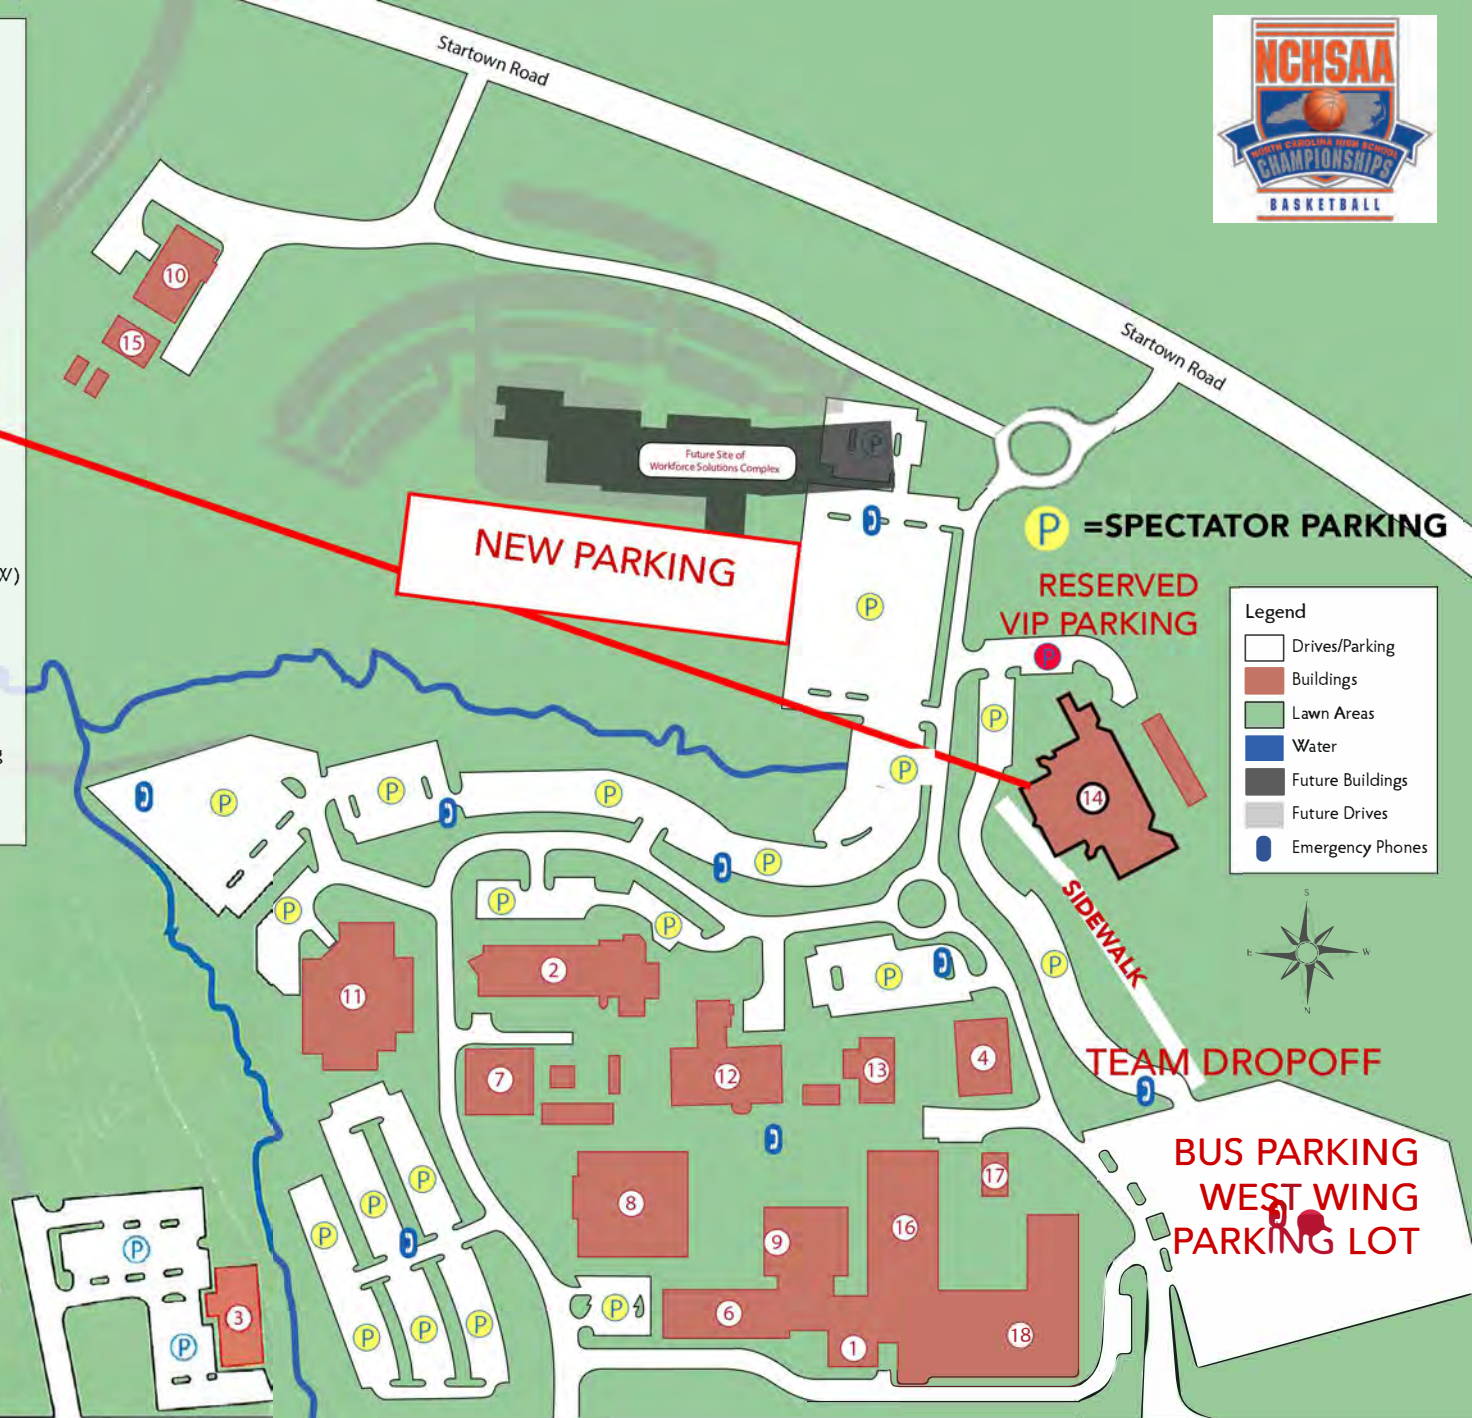 Startown Road
NCHSAA
NORTH CAROLINA HIGH SCHOOL
CHAMPIONSHIPS
BASKETBALL
10
15
Startown Road
Future Site of
Workforce Solutions Complex
P
P =SPECTATOR PARKING
NEW PARKING
W)
P
RESERVED
VIP PARKING
P
Legend
Drives/Parking
Buildings
Lawn Areas
Water
Future Buildings
Future Drives
Emergency Phones
P
g
P
14
P
P
P
P
P
P
P
SIDEWALK
S
E
W
N
2
P
P
11
7
12
13
4
TEAM DROPOFF
BUS PARKING
WEST WING
PARKING LOT
17
P
P
P
8
16
9
P
P
3
P
P
P
P
6
1
18